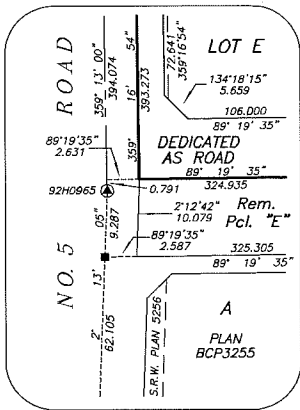 NO. 5 ROAD
359° 13' 00"
394.074
359° 16' 54"
393.273
72.641
359°16'54"
LOT E
134°18'15"
5.659
106.000
89° 19' 35"
DEDICATED
AS ROAD
89°19'35"
2.631
89° 19' 35"
324.935
92H0965
0.791
2°12'42"
10.079
Rem.
Pcl. "E"
89°19'35"
2.587
325.305
89° 19' 35"
2° 13' 05"
9.287
62.105
S.R.W. PLAN 5256
A
PLAN
BCP3255